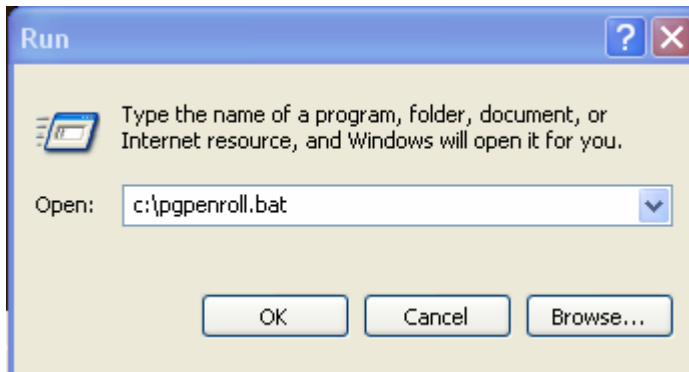 Run
Type the name of a program, folder, document, or
Internet resource, and Windows will open it for you.
Open:
c:\pgpenroll.bat
OK
Cancel
Browse...